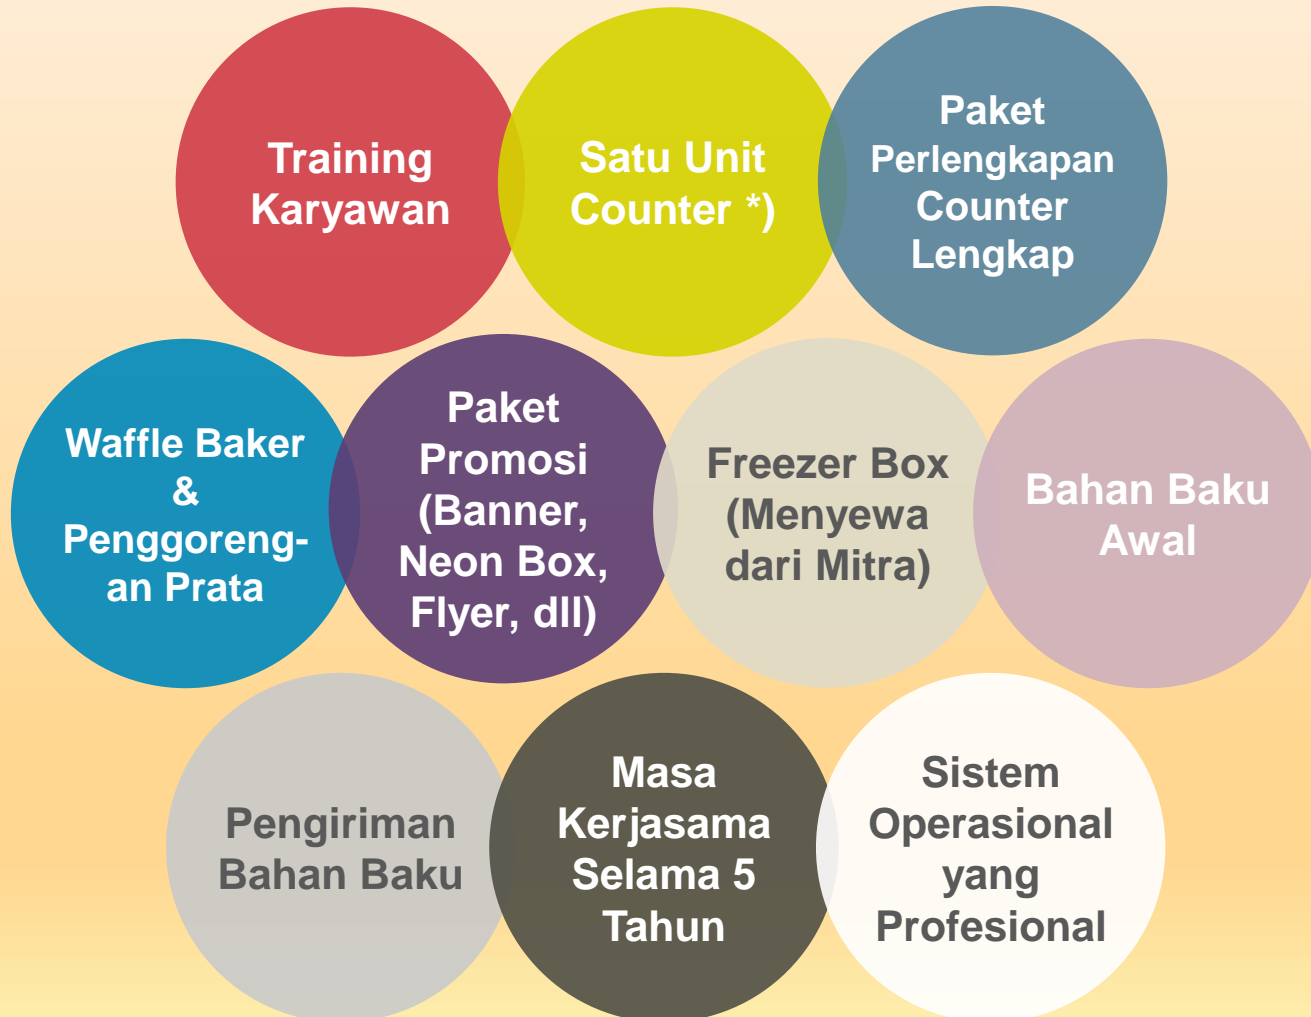 Training
Karyawan
Satu Unit
Counter *)
Paket
Perlengkapan
Counter
Lengkap
Waffle Baker
&
Penggoreng-
an Prata
Paket
Promosi
(Banner,
Neon Box,
Flyer, dll)
Freezer Box
(Menyewa
dari Mitra)
Bahan Baku
Awal
Pengiriman
Bahan Baku
Masa
Kerjasama
Selama 5
Tahun
Sistem
Operasional
yang
Profesional